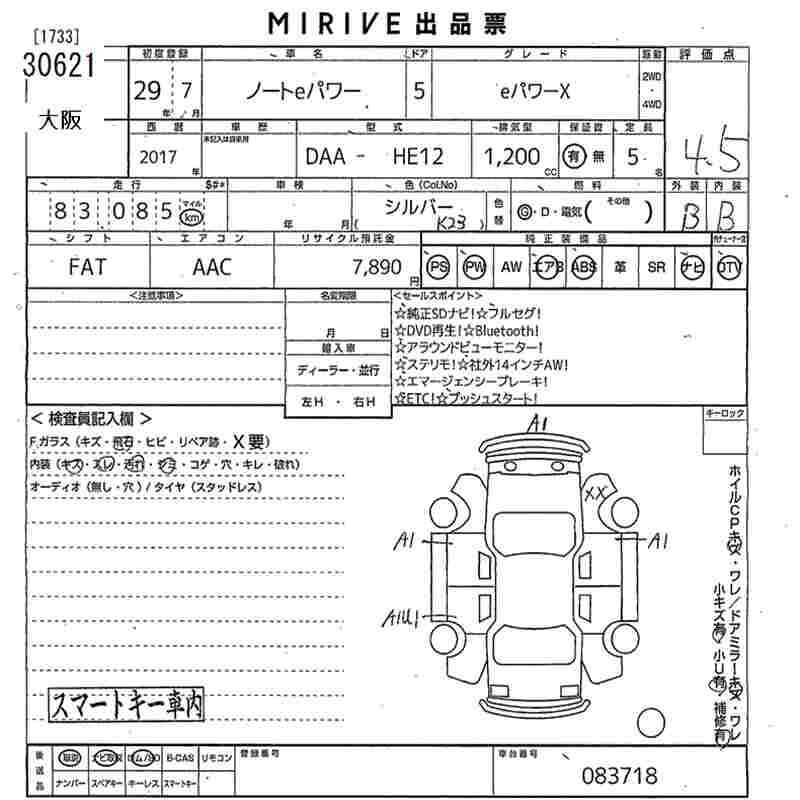 MIRIVE 出品票
[1733]
30621
大阪
初度登録 車名 ドア グレード 駆動 評価点
29 7 ノートeパワー 5 eパワーX 2WD・4WD
年 月
4.5
西暦 車歴 型式 排気量 保証書 定員
2017年 未記入は自家用 DAA - HE12 1,200cc 有 無 5名
走行 $#* 車検 色(Col.No) 色替 燃料 外装 内装
83085 マイル km 年 月 シルバー ( K23 ) G・D・電気( その他 ) B B
シフト エアコン リサイクル預託金 純正装備品
FAT AAC 7,890円 PS PW AW エアB ABS 革 SR ナビ DTV
<注意事項> 名変期限 <セールスポイント>
月 日
輸入車
ディーラー・並行
左H・右H
☆純正SDナビ!☆フルセグ!
☆DVD再生!☆Bluetooth!
☆アラウンドビューモニター!
☆ステリモ!☆社外14インチAW!
☆エマージェンシーブレーキ!
☆ETC!☆プッシュスタート!
キーロック
<検査員記入欄>
Fガラス(キズ・飛石・ヒビ・リペア跡・X要)
内装(キズ・スレ・汚れ・シミ・コゲ・穴・キレ・破れ)
オーディオ(無し・穴)/タイヤ(スタッドレス)
A1
XX
A1
A1
A1U1
ホイルCPキズ・ワレ/ドアミラーキズ・ワレ
小キズ有 小U有 補修有
スマートキー車内
後送品 取説 ナビ取説 ロム/SD B-CAS リモコン 登録番号 車台番号
ナンバー スペアキー キーレス スマートキー
083718